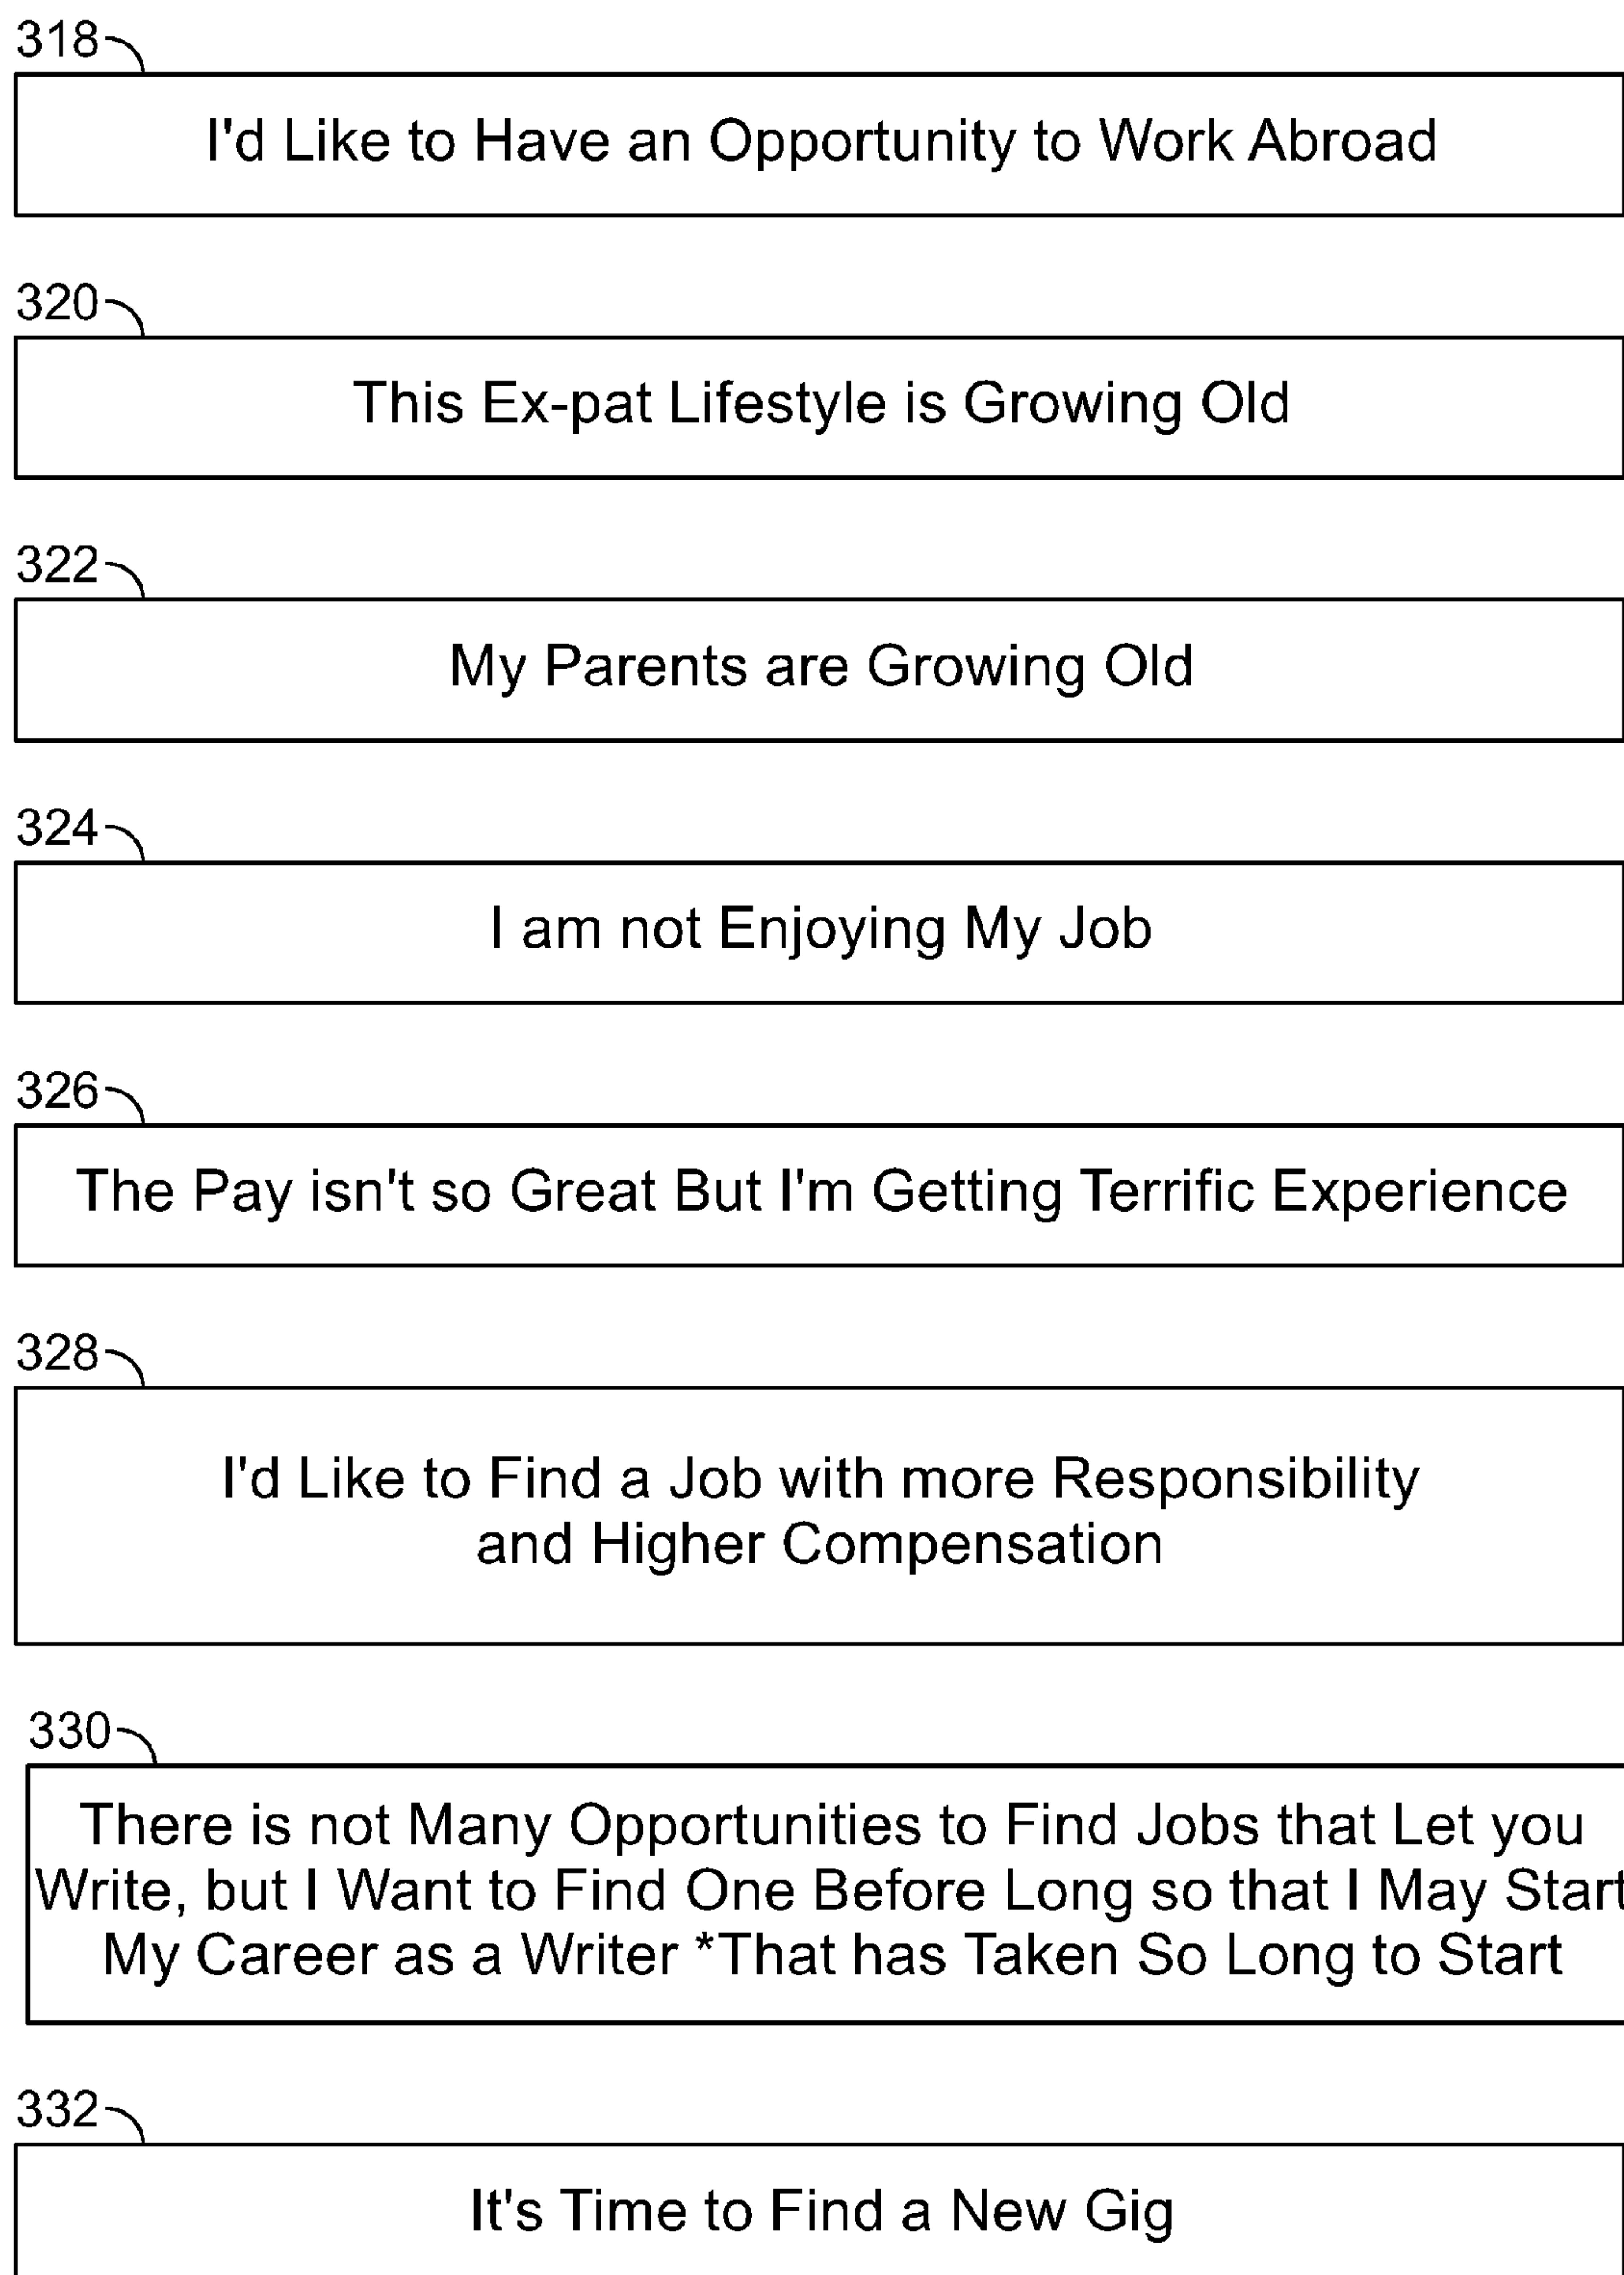 318
I'd Like to Have an Opportunity to Work Abroad
320
This Ex-pat Lifestyle is Growing Old
322
My Parents are Growing Old
324
I am not Enjoying My Job
326
The Pay isn't so Great But I'm Getting Terrific Experience
328
I'd Like to Find a Job with more Responsibility
and Higher Compensation
330
There is not Many Opportunities to Find Jobs that Let you
Write, but I Want to Find One Before Long so that I May Start
My Career as a Writer *That has Taken So Long to Start
332
It's Time to Find a New Gig